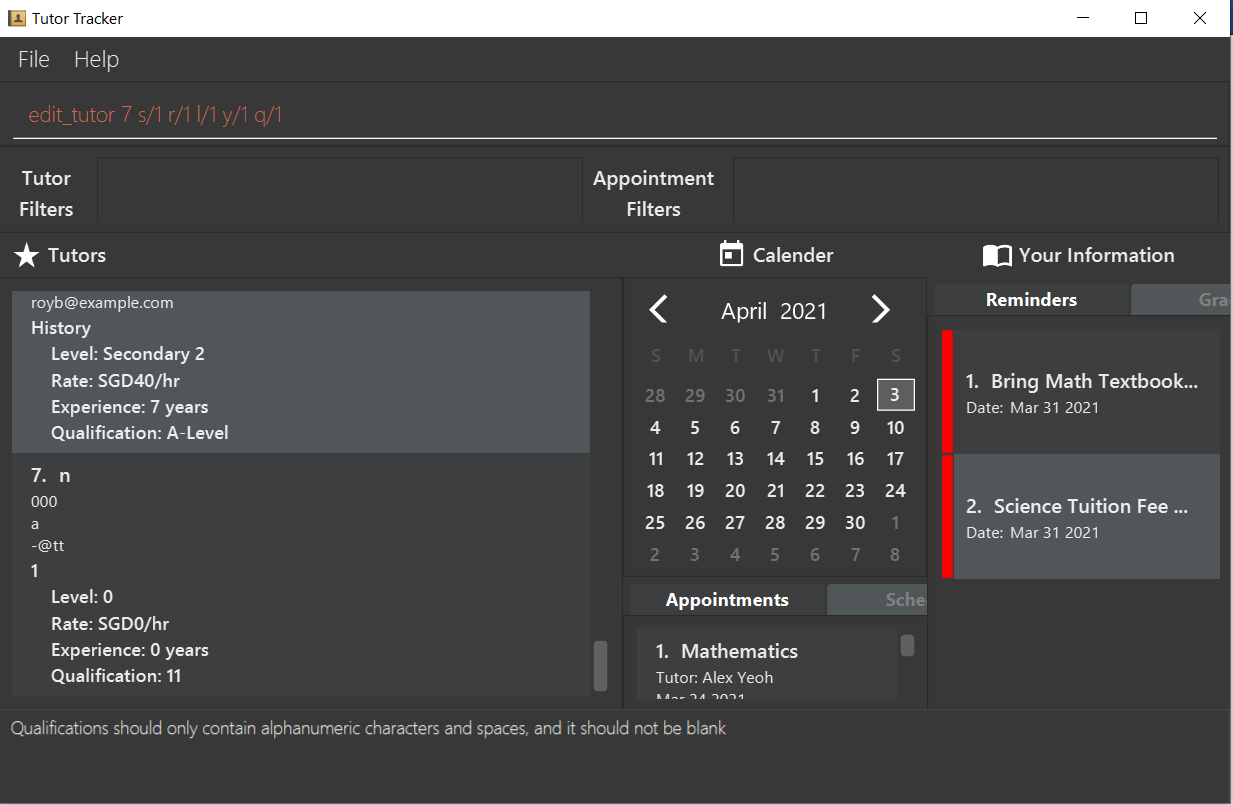 Tutor Tracker
File Help
edit_tutor 7 s/1 r/1 l/1 y/1 q/1
Tutor
Filters
Appointment
Filters
Tutors
royb@example.com
History
Level: Secondary 2
Rate: SGD40/hr
Experience: 7 years
Qualification: A-Level
7. n
000
a
-@tt
1
Level: 0
Rate: SGD0/hr
Experience: 0 years
Qualification: 11
Calender
April 2021
S M T W T F S
28 29 30 31 1 2 3
4 5 6 7 8 9 10
11 12 13 14 15 16 17
18 19 20 21 22 23 24
25 26 27 28 29 30 1
2 3 4 5 6 7 8
Appointments Sche
1. Mathematics
Tutor: Alex Yeoh
Mar 24 2021
Your Information
Reminders Gra
1. Bring Math Textbook...
Date: Mar 31 2021
2. Science Tuition Fee ...
Date: Mar 31 2021
Qualifications should only contain alphanumeric characters and spaces, and it should not be blank